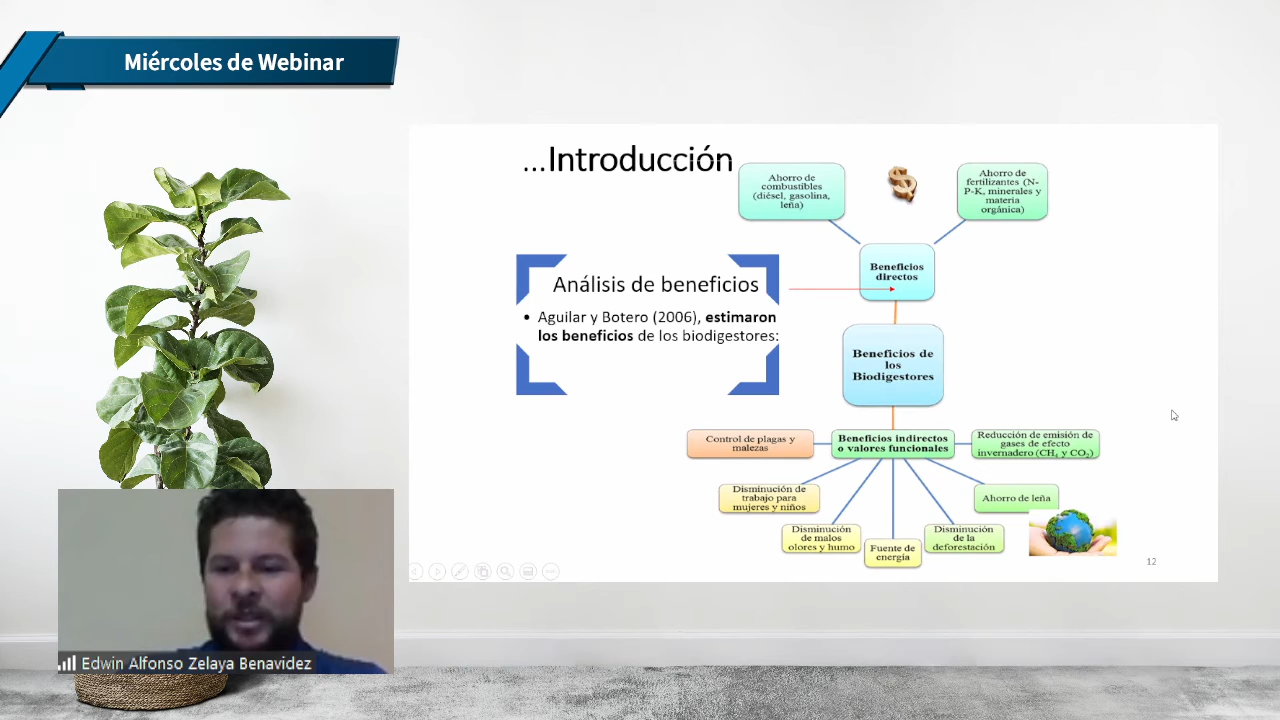 Miércoles de Webinar
...Introducción
Análisis de beneficios
• Aguilar y Botero (2006), estimaron
los beneficios de los biodigestores:
Ahorro de
combustibles
(diésel, gasolina,
leña)
$
Ahorro de
fertilizantes (N-
P-K, minerales y
materia
orgánica)
Beneficios
directos
Beneficios de
los
Biodigestores
Control de plagas y
malezas
Beneficios indirectos
o valores funcionales
Reducción de emisión de
gases de efecto
invernadero (CH₄ y CO₂)
Disminución de
trabajo para
mujeres y niños
Ahorro de leña
Disminución
de malos
olores y humo
Fuente de
energía
Disminución
de la
deforestación
12
Edwin Alfonso Zelaya Benavidez